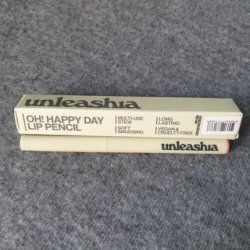 unleashia
OH! HAPPY DAY
LIP PENCIL
MULTI-USE
STICK
SOFT
SMUDGING
LONG
LASTING
VEGAN &
CRUELTY FREE
unleashia